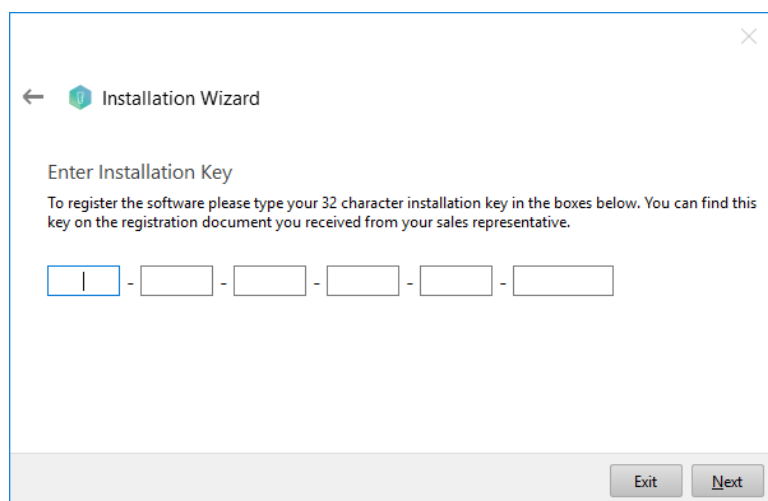 Installation Wizard
Enter Installation Key
To register the software please type your 32 character installation key in the boxes below. You can find this
key on the registration document you received from your sales representative.
- - - - -
Exit Next